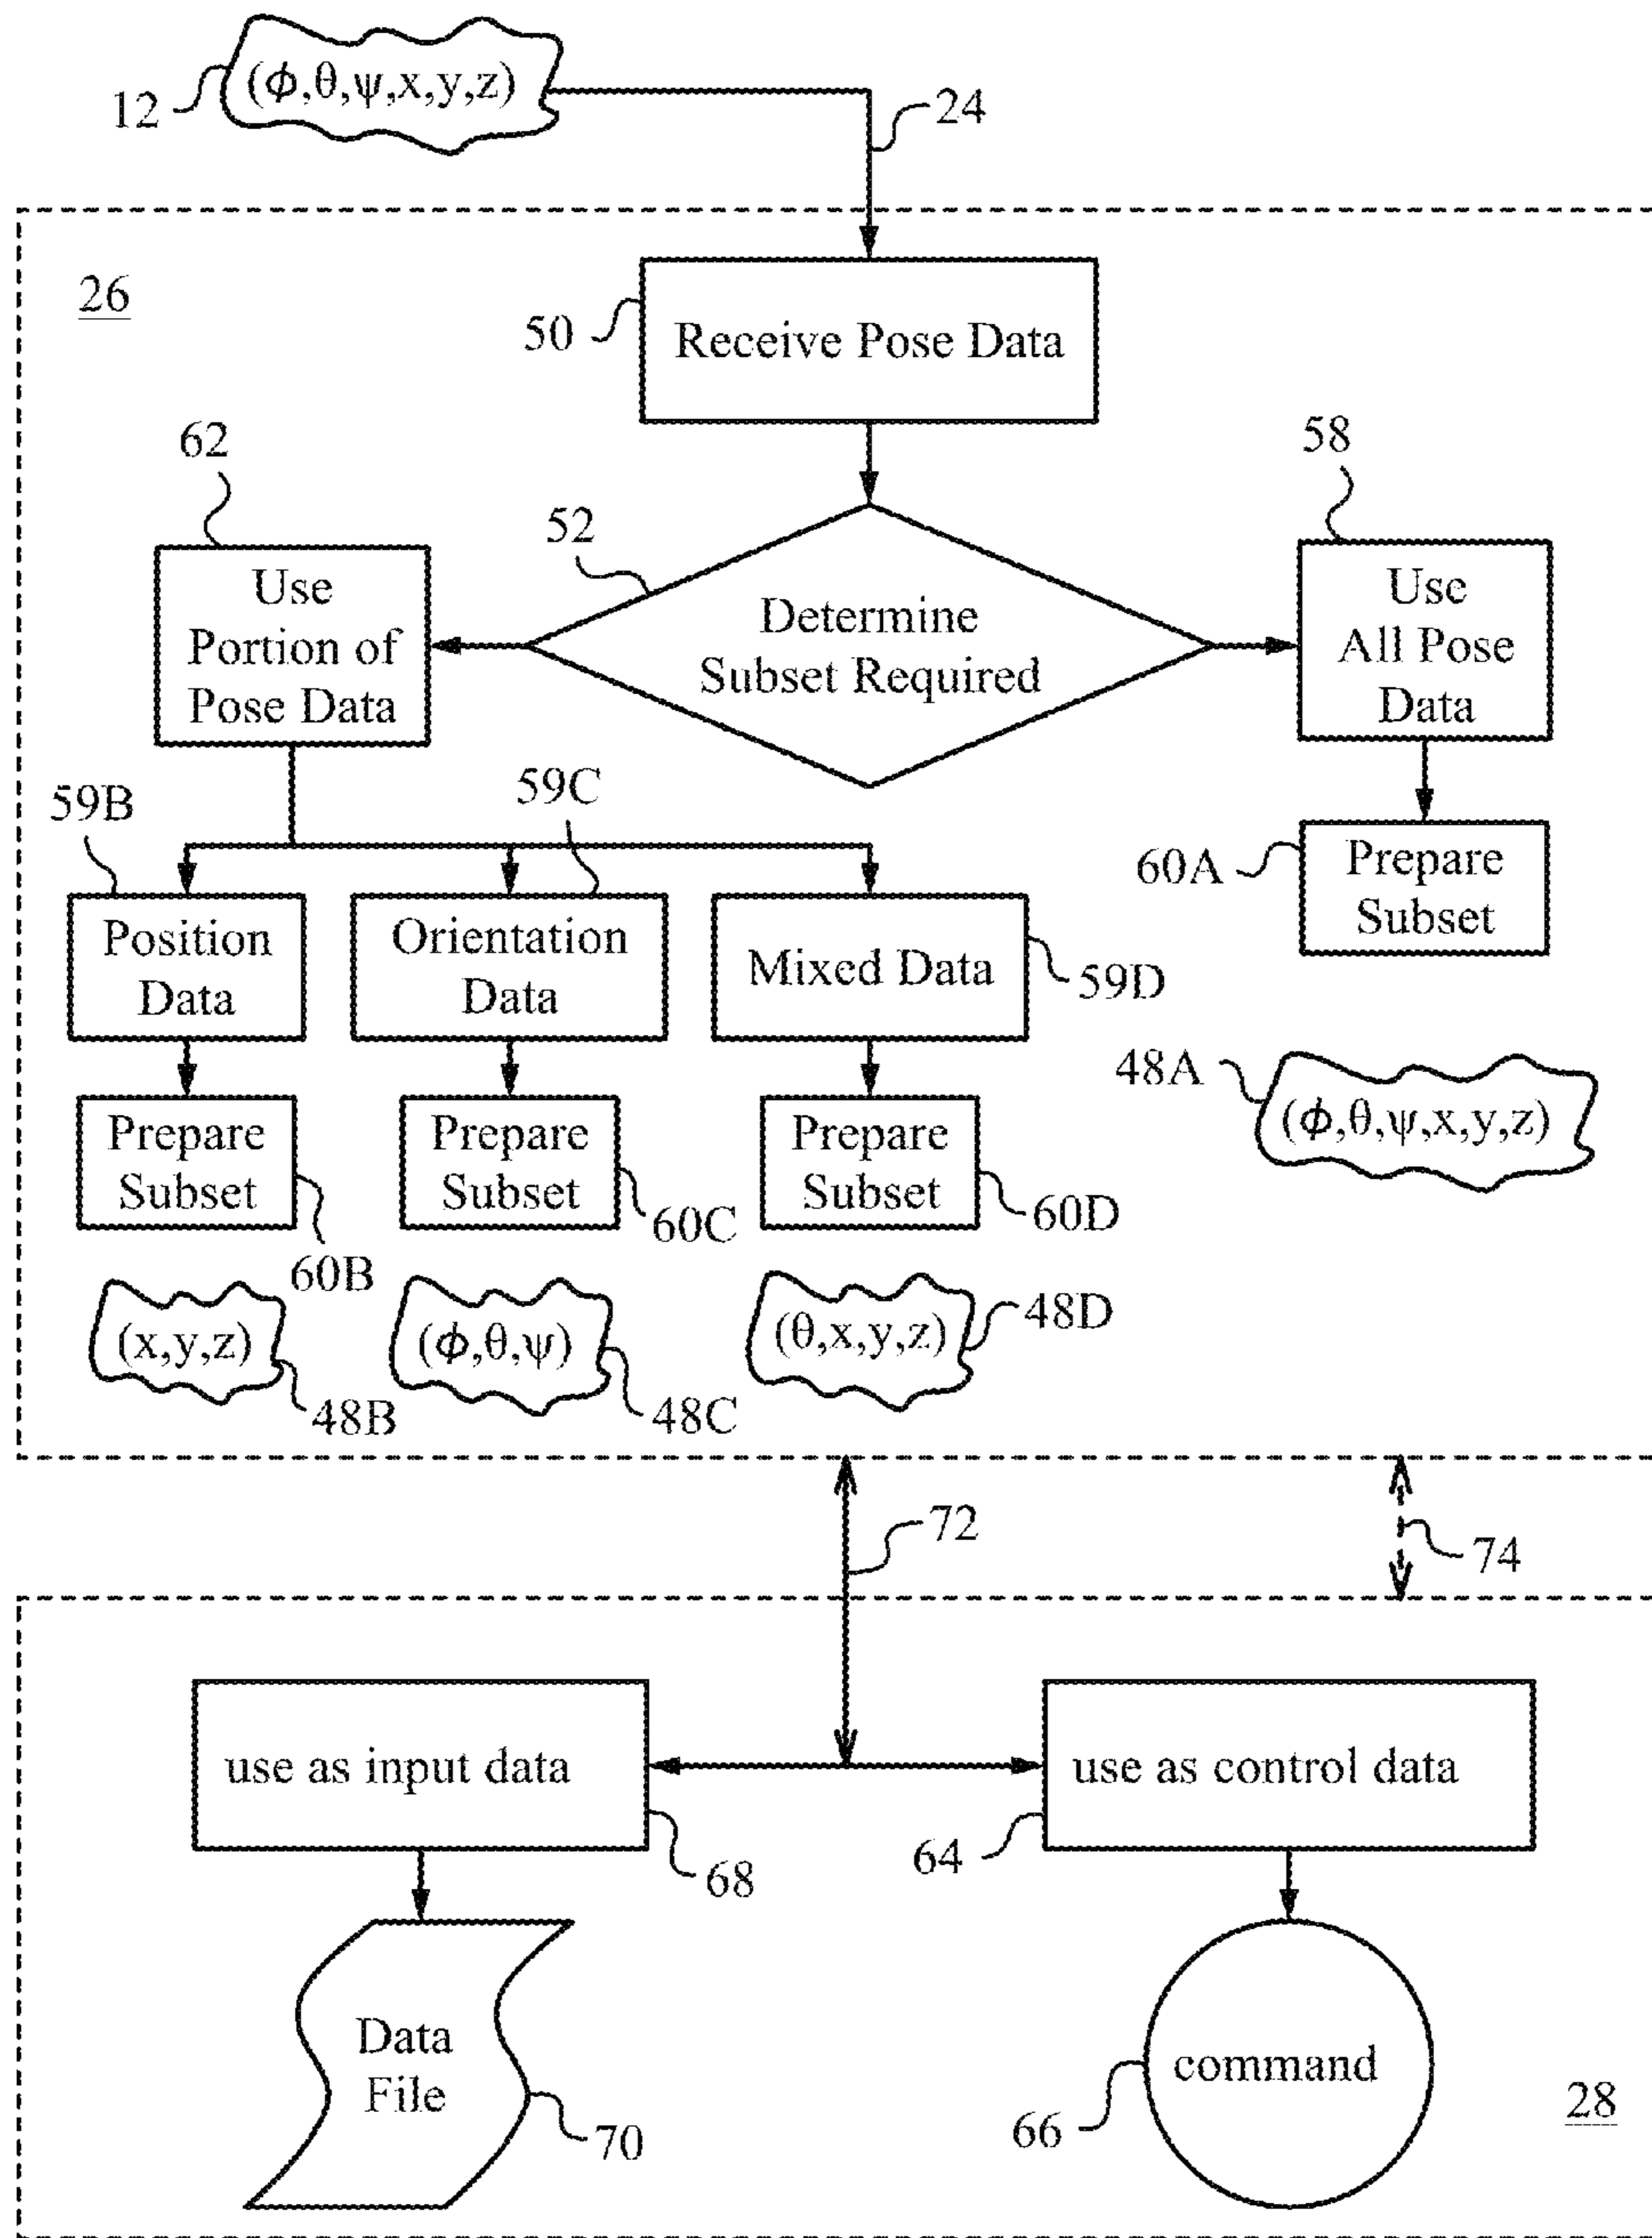 (ϕ,θ,ψ,x,y,z)
12
24
26
50
Receive Pose Data
62
58
52
Use
Portion of
Pose Data
Determine
Subset Required
Use
All Pose
Data
59B
59C
60A
Prepare
Subset
Position
Data
Orientation
Data
Mixed Data
59D
48A
(ϕ,θ,ψ,x,y,z)
Prepare
Subset
Prepare
Subset
Prepare
Subset
60B
60C
60D
(x,y,z)
(ϕ,θ,ψ)
(θ,x,y,z)
48D
48B
48C
72
74
use as input data
use as control data
68
64
Data
File
command
70
66
28